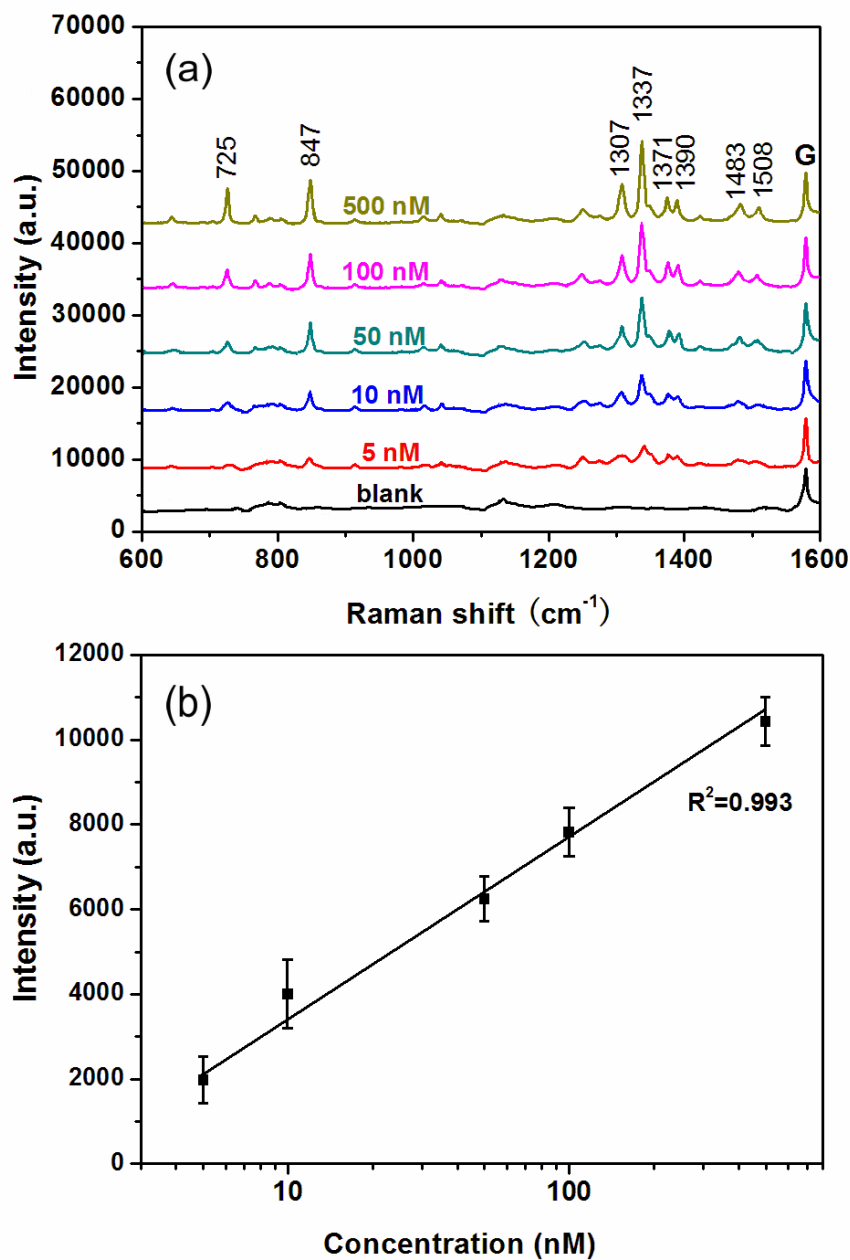 70000
(a)
60000
50000
40000
30000
20000
10000
0
Intensity (a.u.)
725
847
1307
1337
1371
1390
1483
1508
G
500 nM
100 nM
50 nM
10 nM
5 nM
blank
600 800 1000 1200 1400 1600
Raman shift (cm⁻¹)
12000
(b)
10000
8000
6000
4000
2000
0
Intensity (a.u.)
R²=0.993
10 100
Concentration (nM)